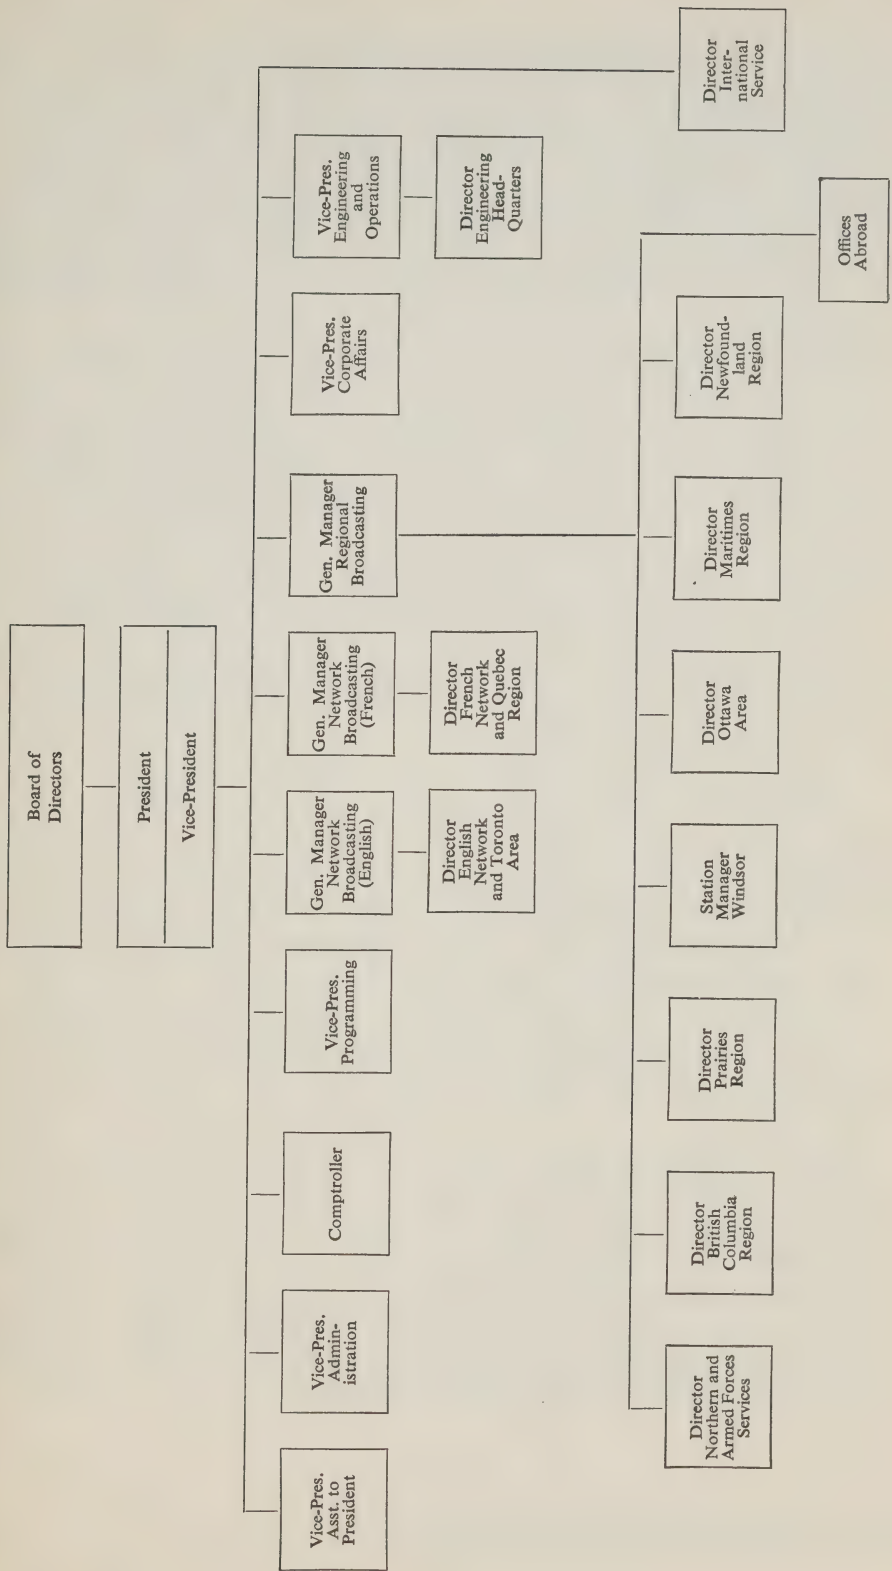 Board of
Directors
President
Vice-President
Vice-Pres.
Asst. to
President
Vice-Pres.
Admin-
istration
Comptroller
Vice-Pres.
Programming
Gen. Manager
Network
Broadcasting
(English)
Gen. Manager
Network
Broadcasting
(French)
Gen. Manager
Regional
Broadcasting
Vice-Pres.
Corporate
Affairs
Vice-Pres.
Engineering
and
Operations
Director
English
Network
and Toronto
Area
Director
French
Network
and Quebec
Region
Director
Engineering
Head-
Quarters
Director
Northern and
Armed Forces
Services
Director
British
Columbia
Region
Director
Prairies
Region
Station
Manager
Windsor
Director
Ottawa
Area
Director
Maritimes
Region
Director
Newfound-
land
Region
Offices
Abroad
Director
Inter-
national
Service